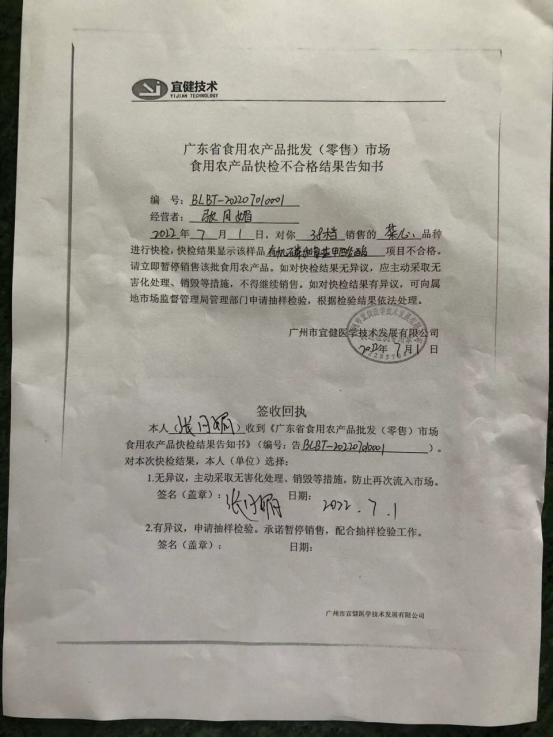 宜健技术
YIJIAN TECHNOLOGY
广东省食用农产品批发（零售）市场
食用农产品快检不合格结果告知书
编 号：BLBT-202207010001
经营者：张月媚
2022年 7 月 1 日，对你 38档 销售的 菜心 品种
进行快检，快检结果显示该样品有机磷和氨基甲酸酯 项目不合格。
请立即暂停销售该批食用农产品。如对快检结果无异议，应主动采取无
害化处理、销毁等措施，不得继续销售。如对快检结果有异议，可向属
地市场监督管理局管理部门申请抽样检验，根据检验结果依法处理。
广州市宜健医学技术发展有限公司
2022年 7月 1 日
签收回执
本人（张月媚）收到《广东省食用农产品批发（零售）市场
食用农产品快检结果告知书》（编号：告BLBT-202207010001）。
对本次快检结果，本人（单位）选择：
1.无异议，主动采取无害化处理、销毁等措施，防止再次流入市场。
签名（盖章）：张月媚 日期：2022.7.1
2.有异议，申请抽样检验。承诺暂停销售，配合抽样检验工作。
签名（盖章）： 日期：
广州市宜健医学技术发展有限公司